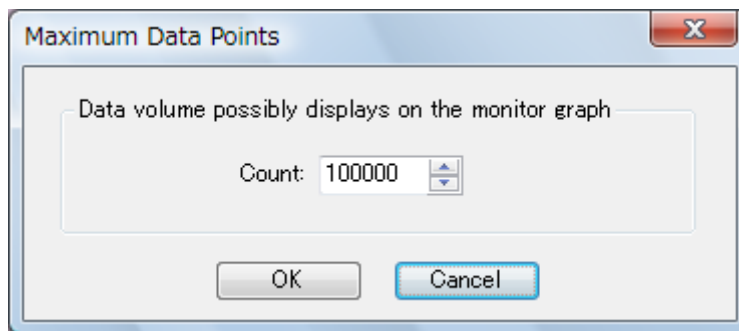 Maximum Data Points
Data volume possibly displays on the monitor graph
Count: 100000
OK Cancel